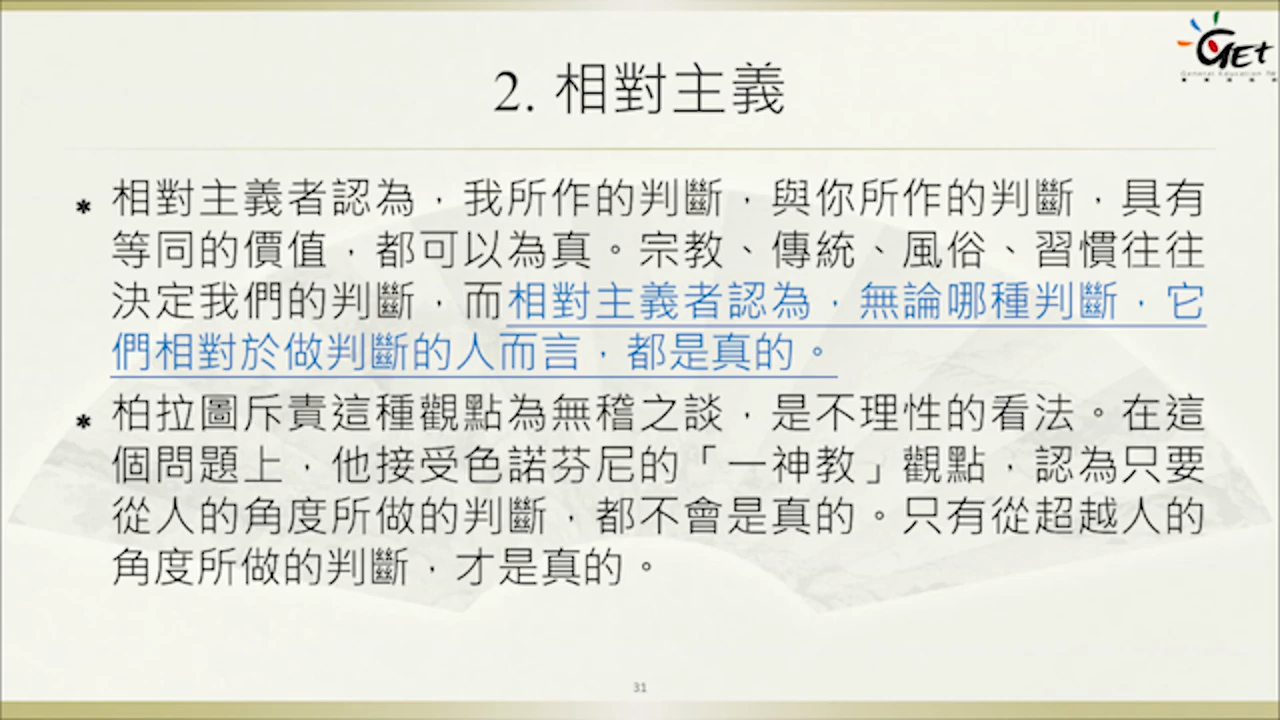 GEt
General Education TW
2. 相對主義
* 相對主義者認為，我所作的判斷，與你所作的判斷，具有
等同的價值，都可以為真。宗教、傳統、風俗、習慣往往
決定我們的判斷，而相對主義者認為，無論哪種判斷，它
們相對於做判斷的人而言，都是真的。
* 柏拉圖斥責這種觀點為無稽之談，是不理性的看法。在這
個問題上，他接受色諾芬尼的「一神教」觀點，認為只要
從人的角度所做的判斷，都不會是真的。只有從超越人的
角度所做的判斷，才是真的。
31